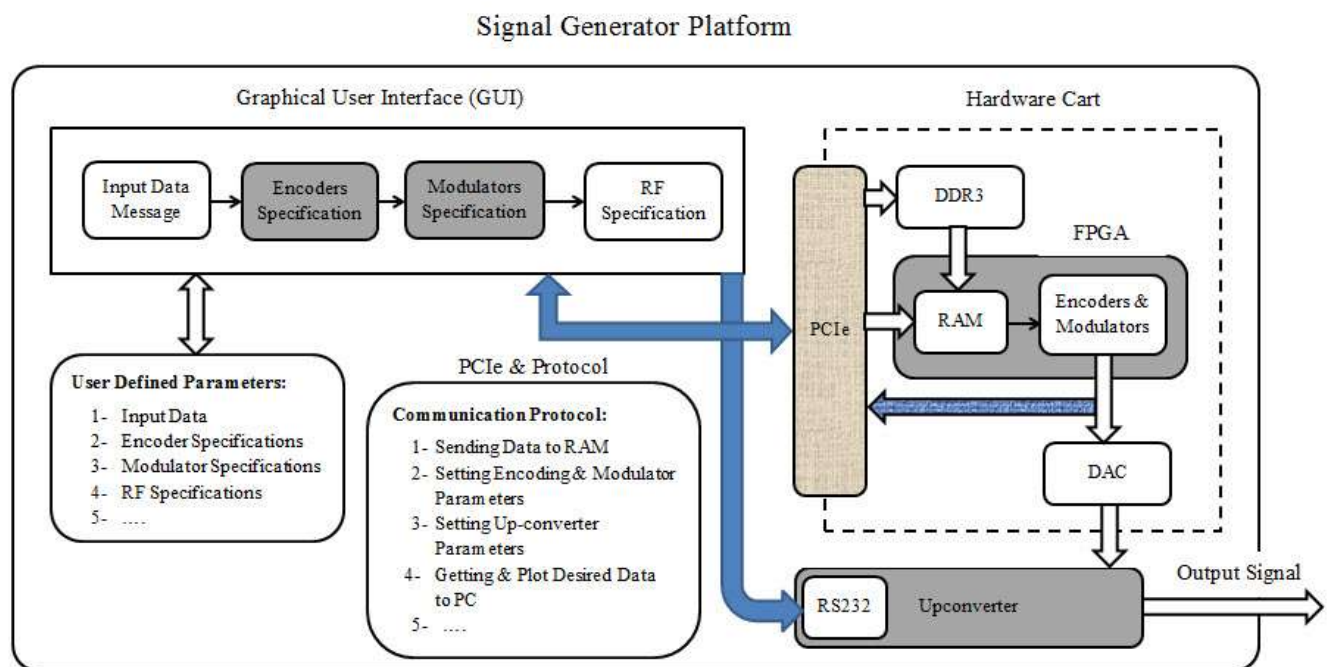 Signal Generator Platform
Graphical User Interface (GUI)
Input Data
Message
Encoders
Specification
Modulators
Specification
RF
Specification
User Defined Parameters:
1- Input Data
2- Encoder Specifications
3- Modulator Specifications
4- RF Specifications
5- ....
PCIe & Protocol
Communication Protocol:
1- Sending Data to RAM
2- Setting Encoding & Modulator
Parameters
3- Setting Up-converter
Parameters
4- Getting & Plot Desired Data
to PC
5- ....
Hardware Cart
PCIe
DDR3
FPGA
RAM
Encoders &
Modulators
DAC
RS232
Upconverter
Output Signal